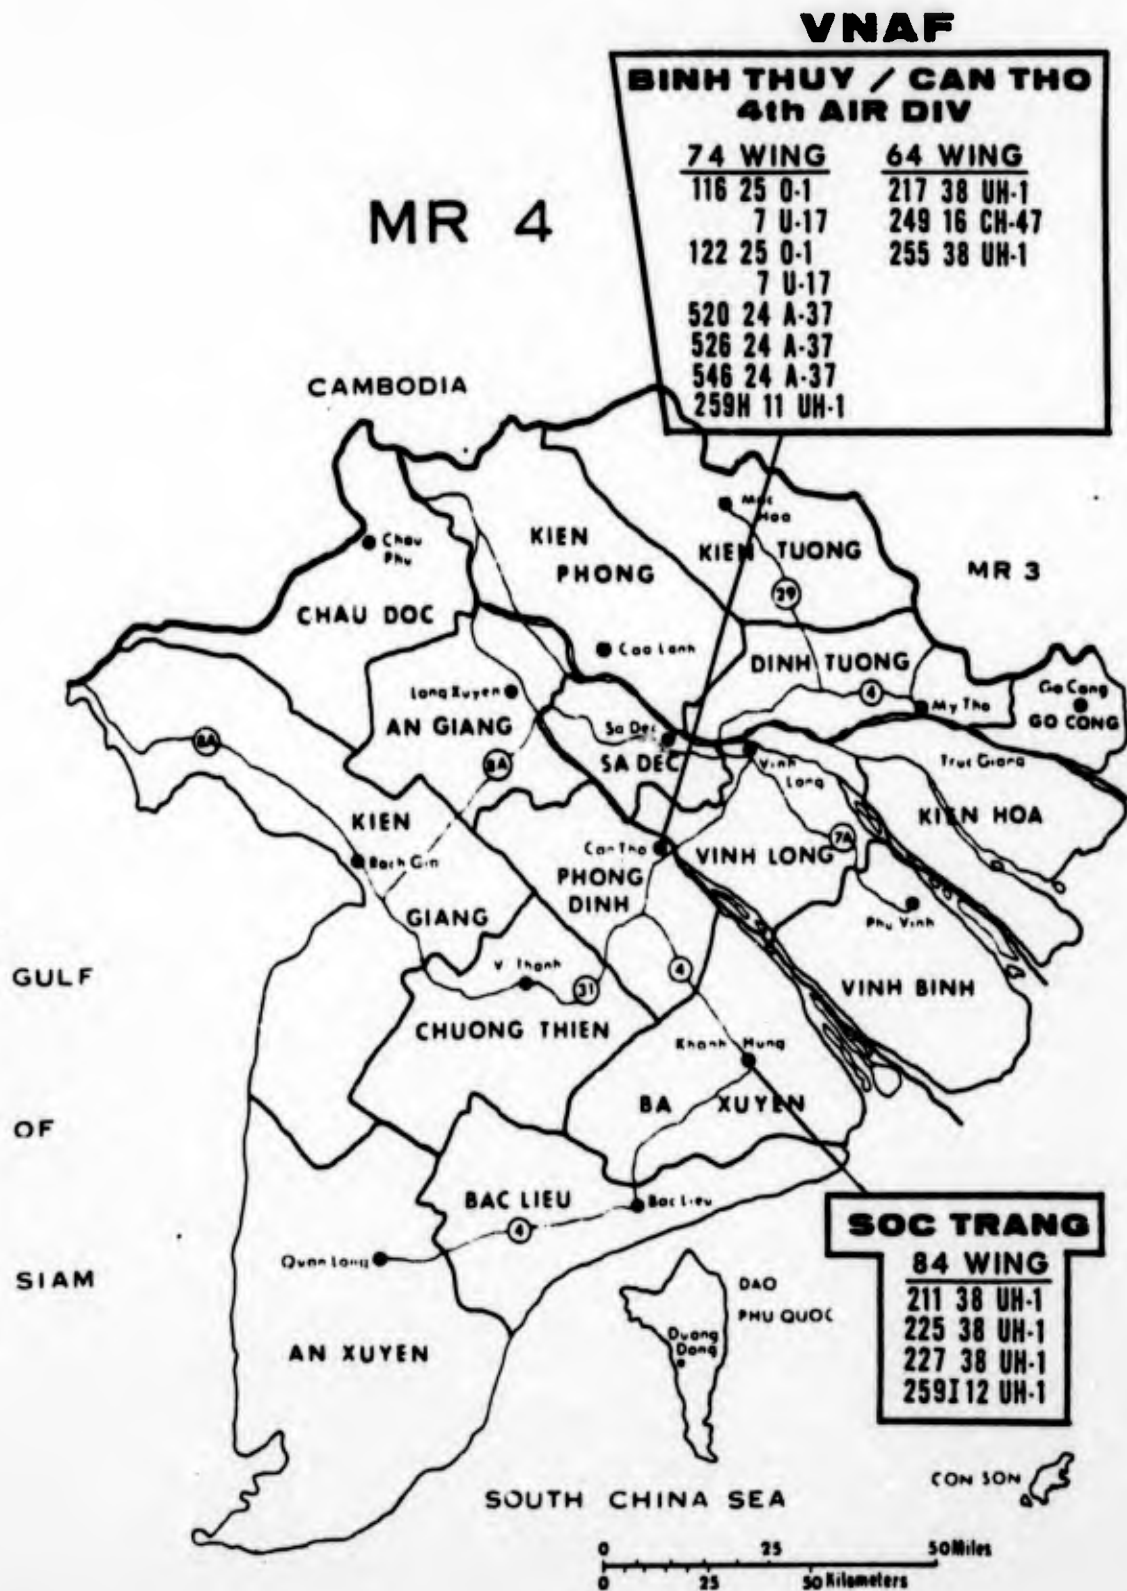 VNAF
BINH THUY / CAN THO
4th AIR DIV
74 WING
116 25 O-1
7 U-17
122 25 O-1
7 U-17
520 24 A-37
526 24 A-37
546 24 A-37
259H 11 UH-1
64 WING
217 38 UH-1
249 16 CH-47
255 38 UH-1
MR 4
CAMBODIA
Moc
Hoa
KIEN
PHONG
KIEN TUONG
MR 3
Chau
Phu
CHAU DOC
29
Cao Lanh
DINH TUONG
Long Xuyen
AN GIANG
4
My Tho
Go Cong
GO CONG
8A
Sa Dec
SA DEC
8A
Vinh
Long
Truc Giang
KIEN HOA
KIEN
Rach Gia
GIANG
Can Tho
PHONG
DINH
VINH LONG
7A
Phu Vinh
VINH BINH
GULF
OF
SIAM
V. Thanh
31
4
CHUONG THIEN
Khanh Hung
BA XUYEN
BAC LIEU
Bac Lieu
4
Quan Long
AN XUYEN
SOC TRANG
84 WING
211 38 UH-1
225 38 UH-1
227 38 UH-1
259I 12 UH-1
DAO
PHU QUOC
Duong
Dong
CON SON
SOUTH CHINA SEA
0 25 50 Miles
0 25 50 Kilometers